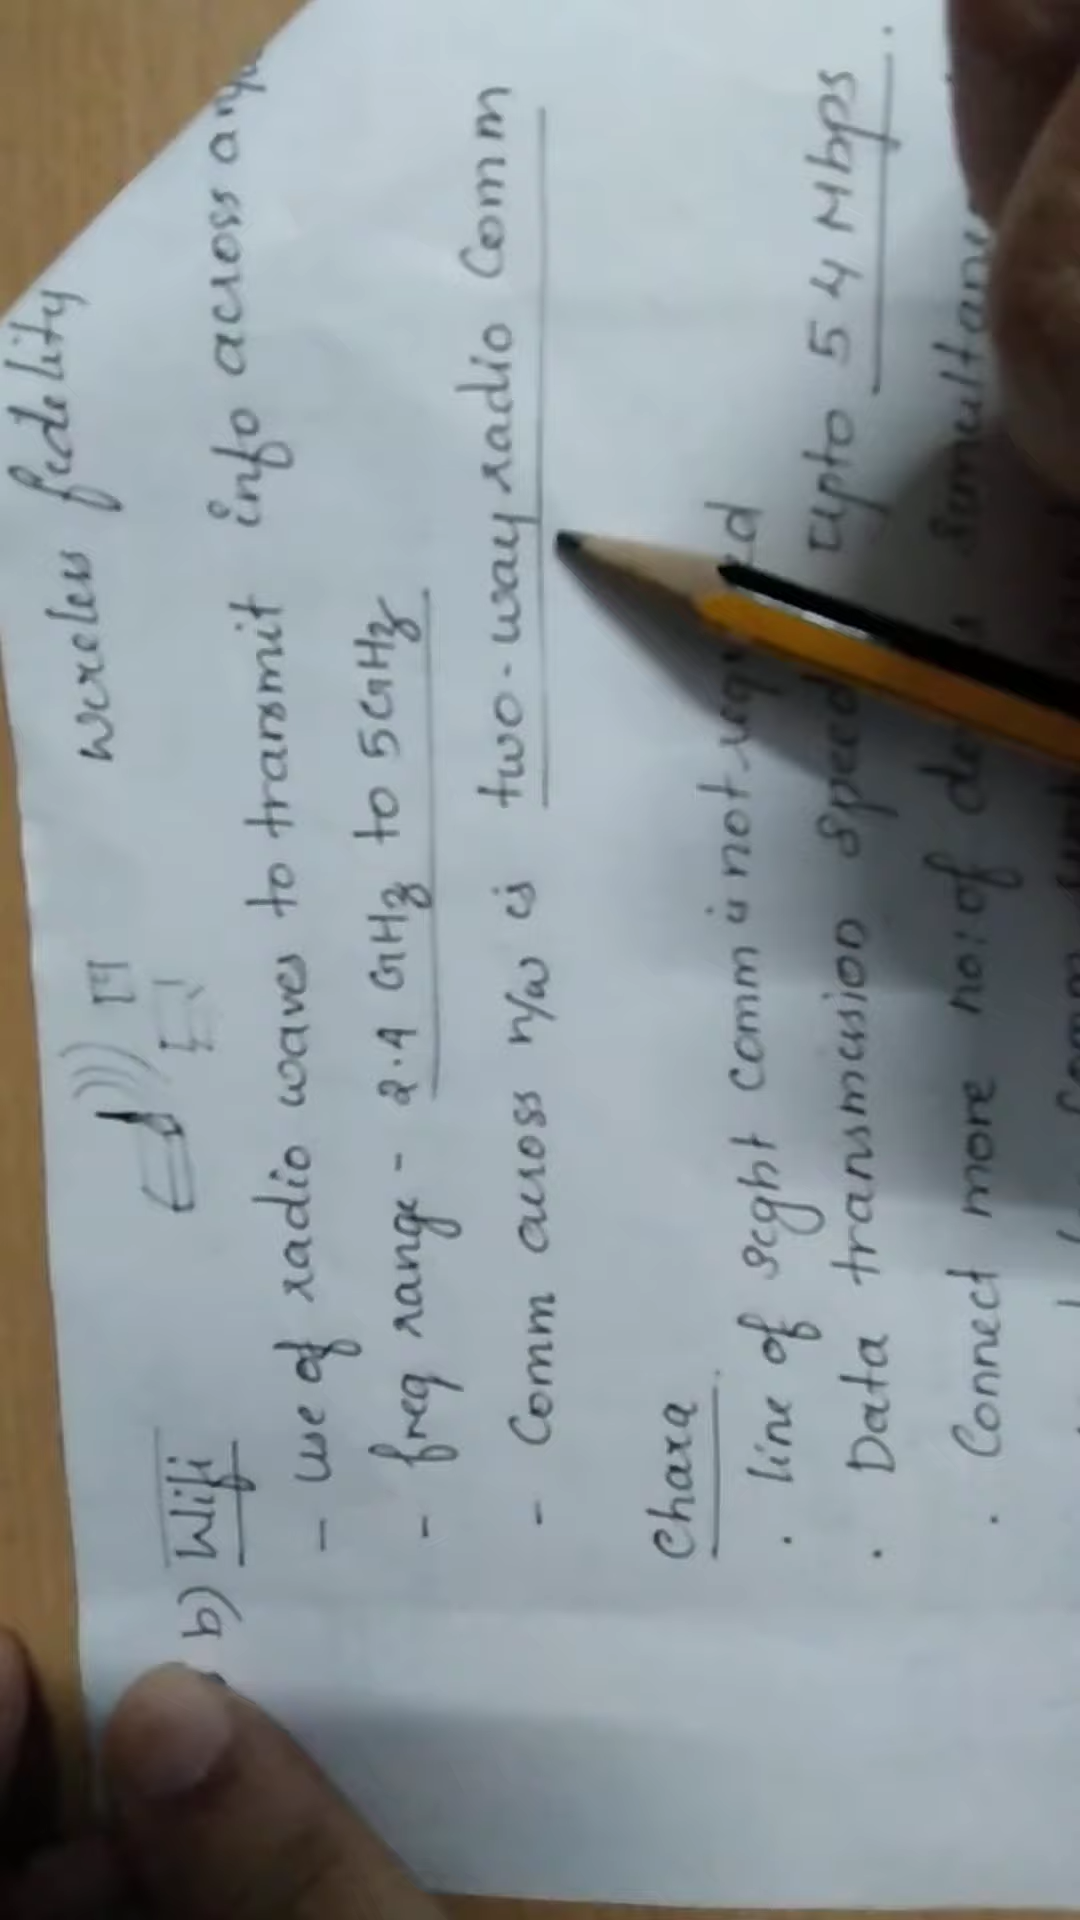 wireless fidelity
b) Wifi
- use of radio waves to transmit info across
- freq range - 2.4 GHz to 5GHz
- Comm across n/w is two-way radio Comm
Chara
. line of sight comm is not required
. Data transmission speed upto 54 Mbps.
. Connect more no: of